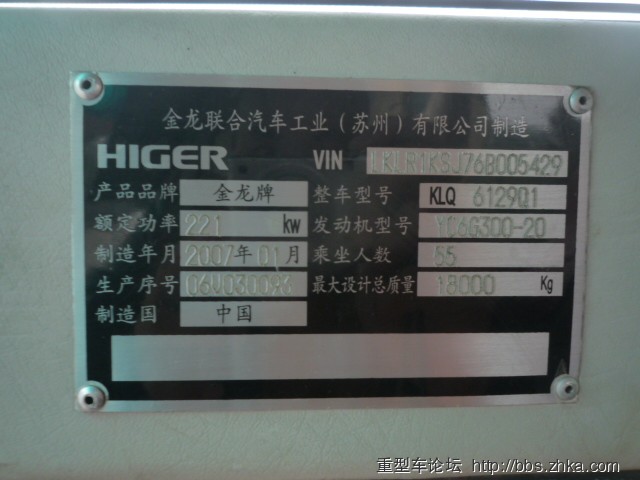 金龙联合汽车工业(苏州)有限公司制造
HIGER VIN LKLR1KSJ76B005429
产品品牌 金龙牌 整车型号 KLQ 6129Q1
额定功率 221 kw 发动机型号 YC6G300-20
制造年月 2007年01月 乘坐人数 55
生产序号 最大设计总质量 18000 Kg
制造国 中国
重型车论坛 http://bbs.zhka.com